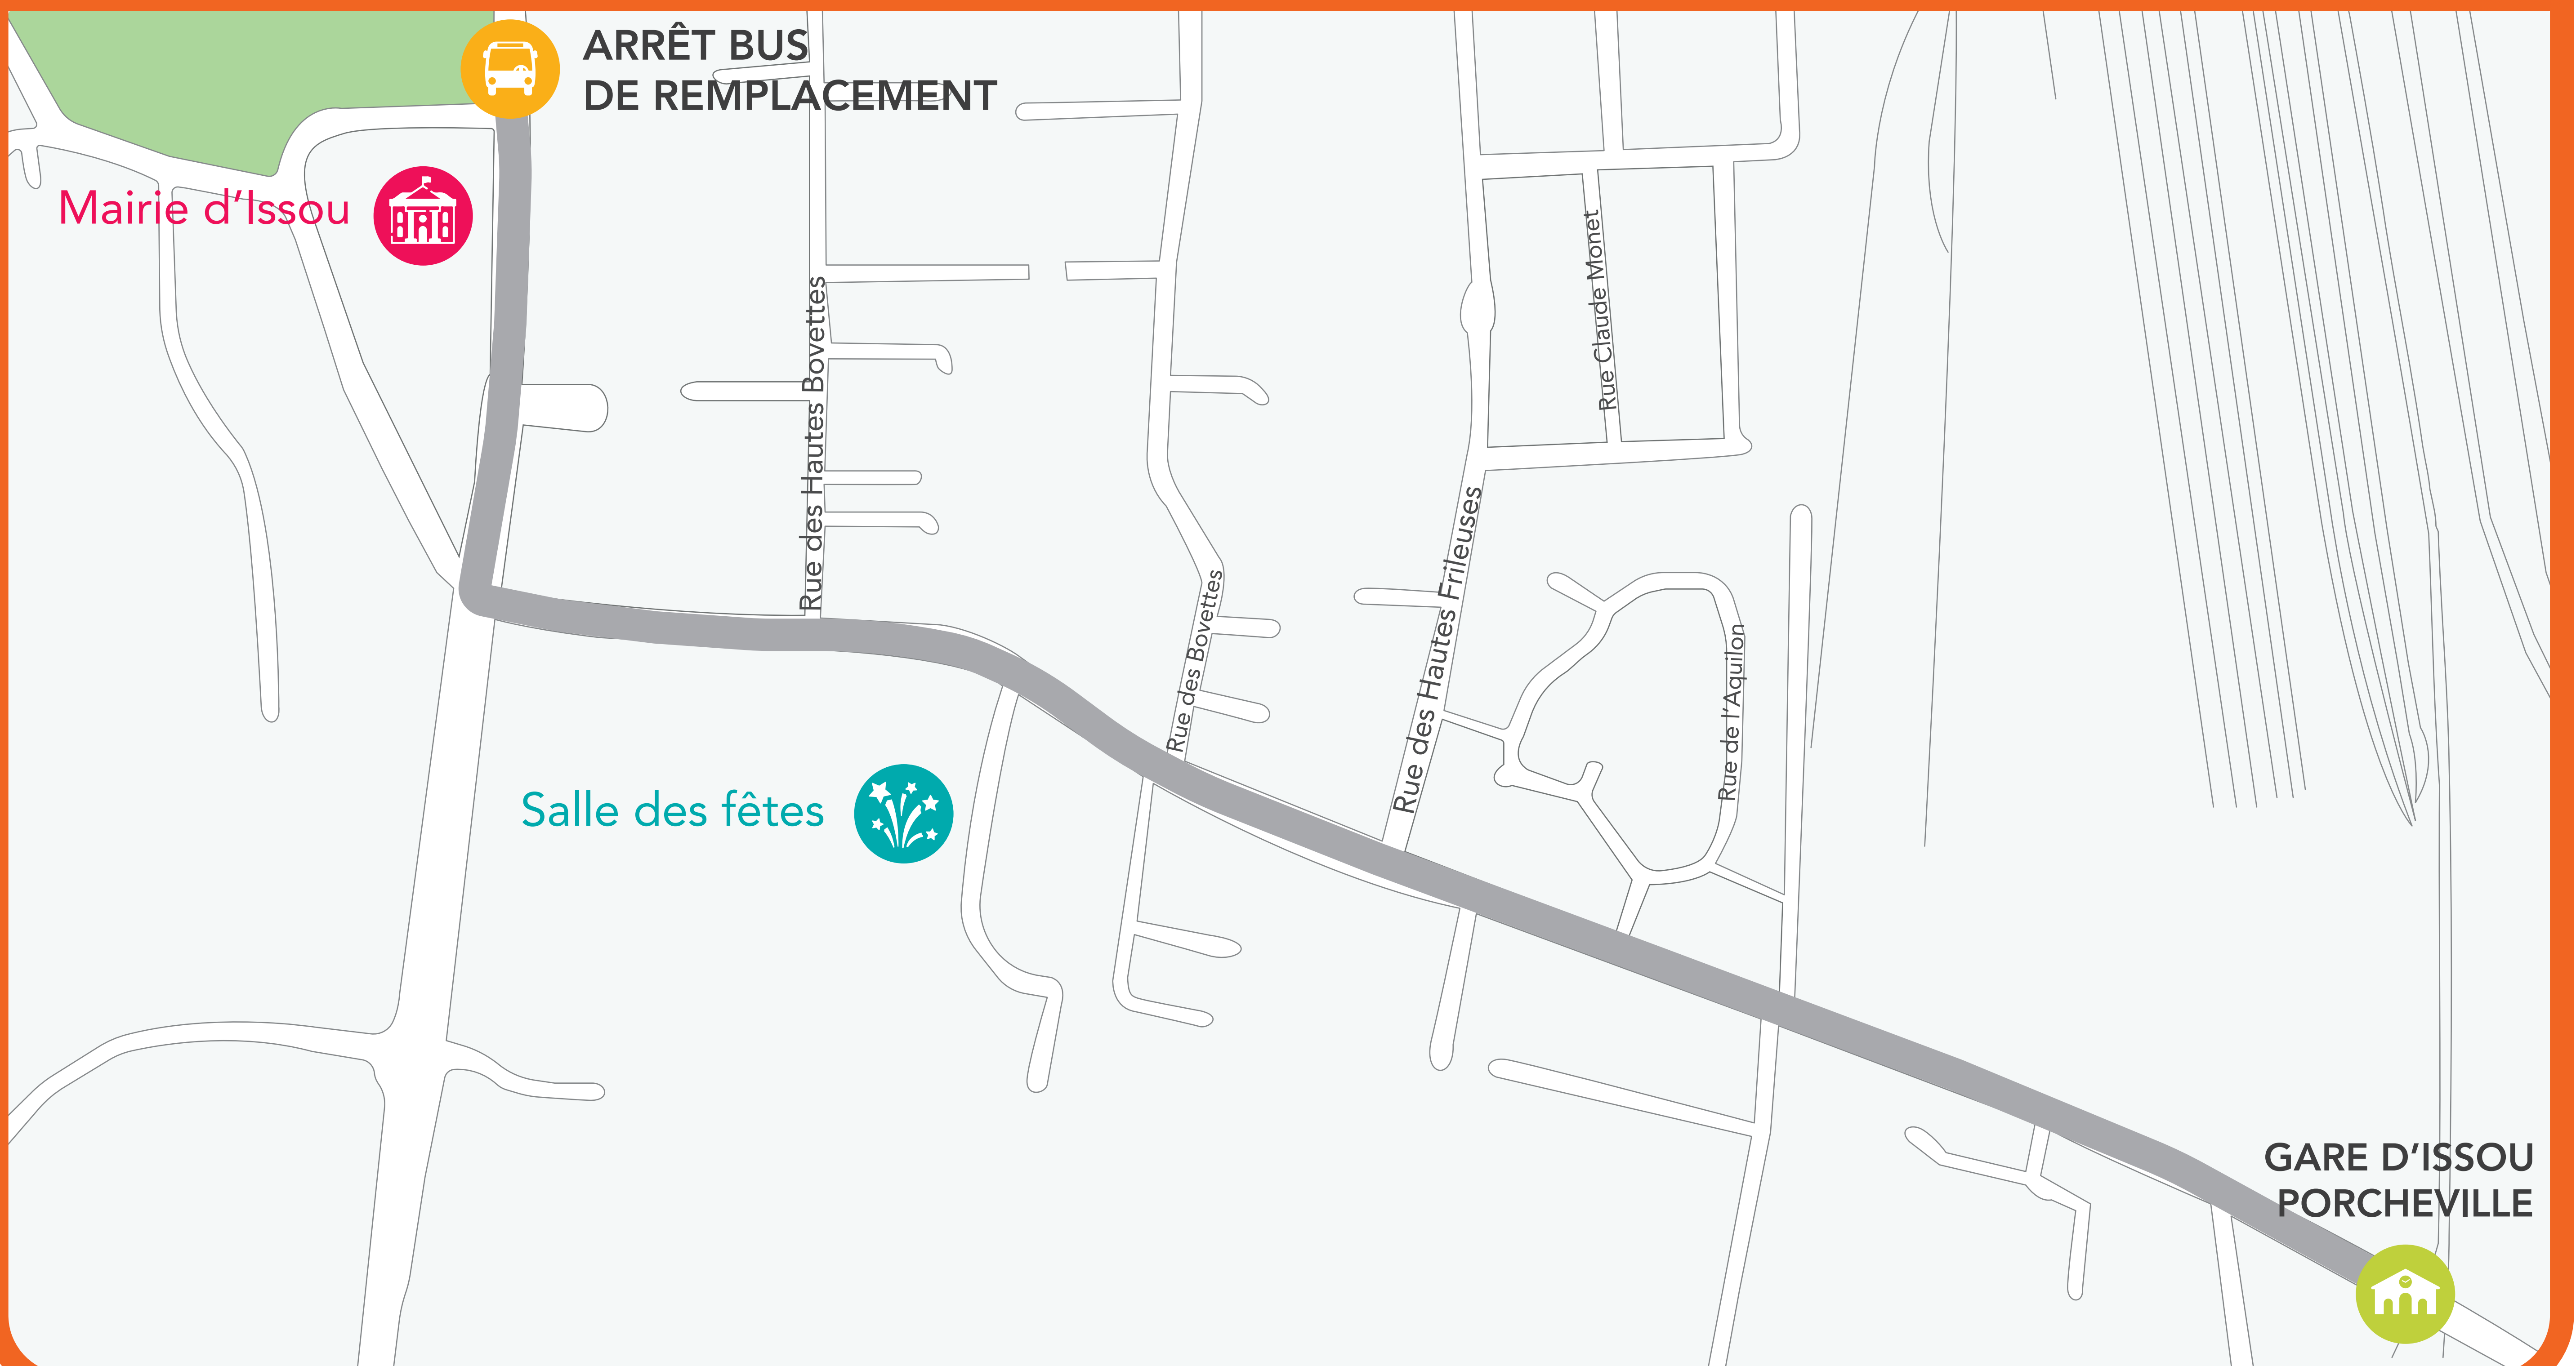 ARRÊT BUS
DE REMPLACEMENT
Mairie d'Issou
Rue des Hautes Bovettes
Rue Claude Monet
Rue des Bovettes
Rue des Hautes Frileuses
Rue de l'Aquilon
Salle des fêtes
GARE D'ISSOU
PORCHEVILLE